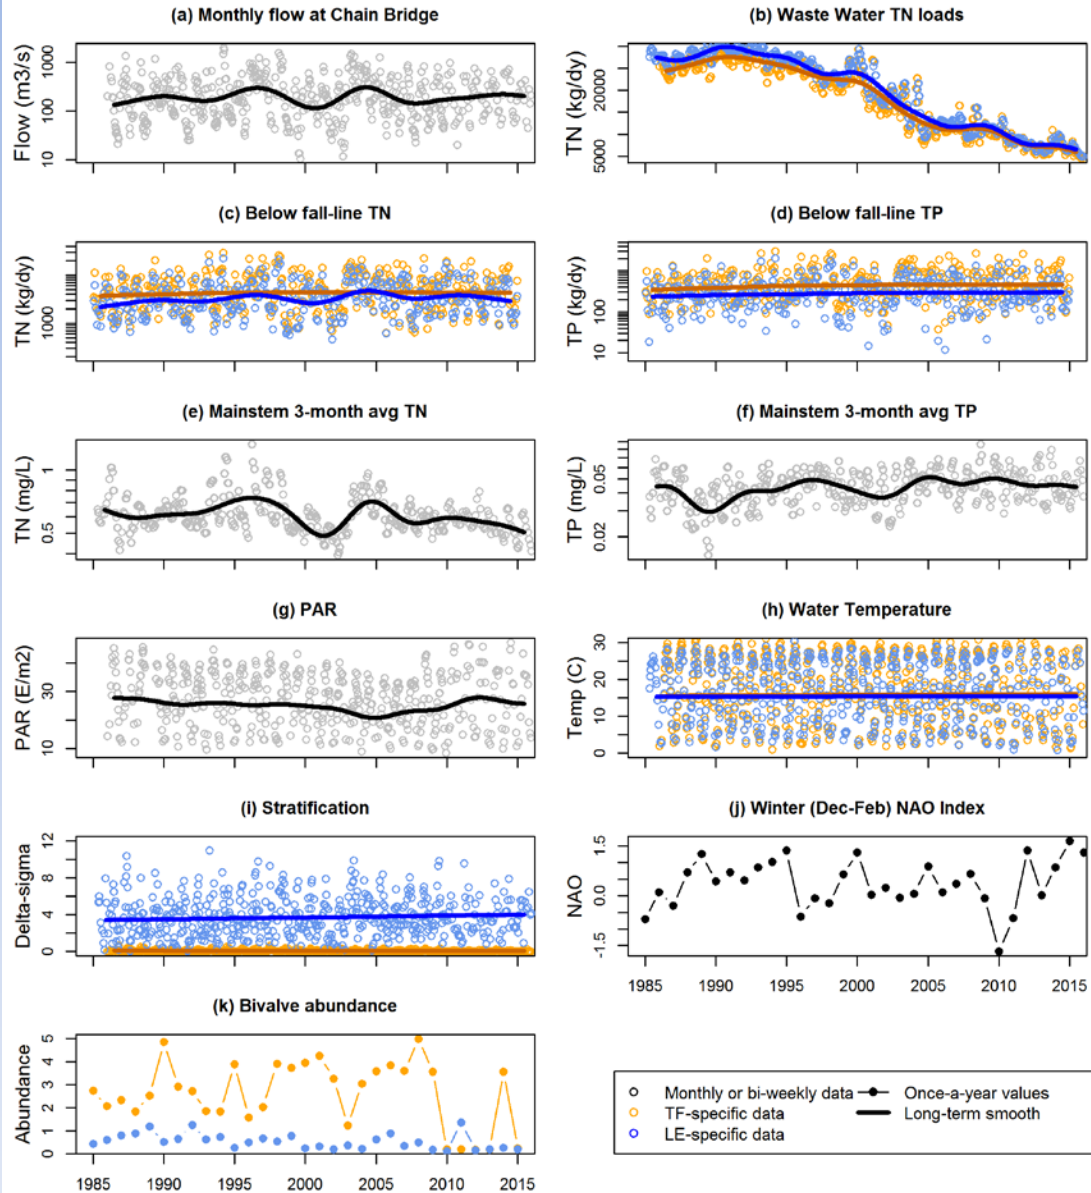 (a) Monthly flow at Chain Bridge
Flow (m3/s)
1000
100
10
(b) Waste Water TN loads
TN (kg/dy)
20000
5000
(c) Below fall-line TN
TN (kg/dy)
1000
(d) Below fall-line TP
TP (kg/dy)
100
10
(e) Mainstem 3-month avg TN
TN (mg/L)
1
0.5
(f) Mainstem 3-month avg TP
TP (mg/L)
0.05
0.02
(g) PAR
PAR (E/m2)
30
10
(h) Water Temperature
Temp (C)
30
20
10
0
(i) Stratification
Delta-sigma
12
8
4
0
(j) Winter (Dec-Feb) NAO Index
NAO
1.5
0.0
-1.5
1985 1990 1995 2000 2005 2010 2015
(k) Bivalve abundance
Abundance
5
4
3
2
1
0
1985 1990 1995 2000 2005 2010 2015
Monthly or bi-weekly data
TF-specific data
LE-specific data
Once-a-year values
Long-term smooth